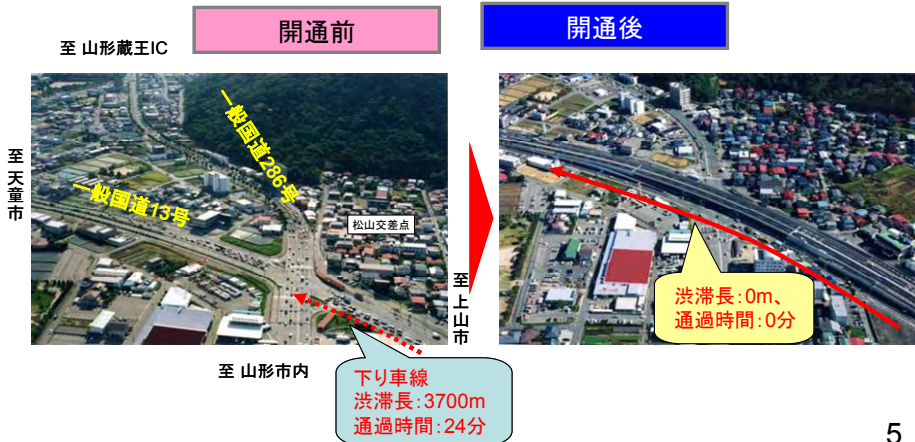 開通前
開通後
至 山形蔵王IC
至 天童市
一般国道286号
一般国道13号
松山交差点
至 上山市
至 山形市内
下り車線
渋滞長:3700m
通過時間:24分
渋滞長:0m、
通過時間:0分
5